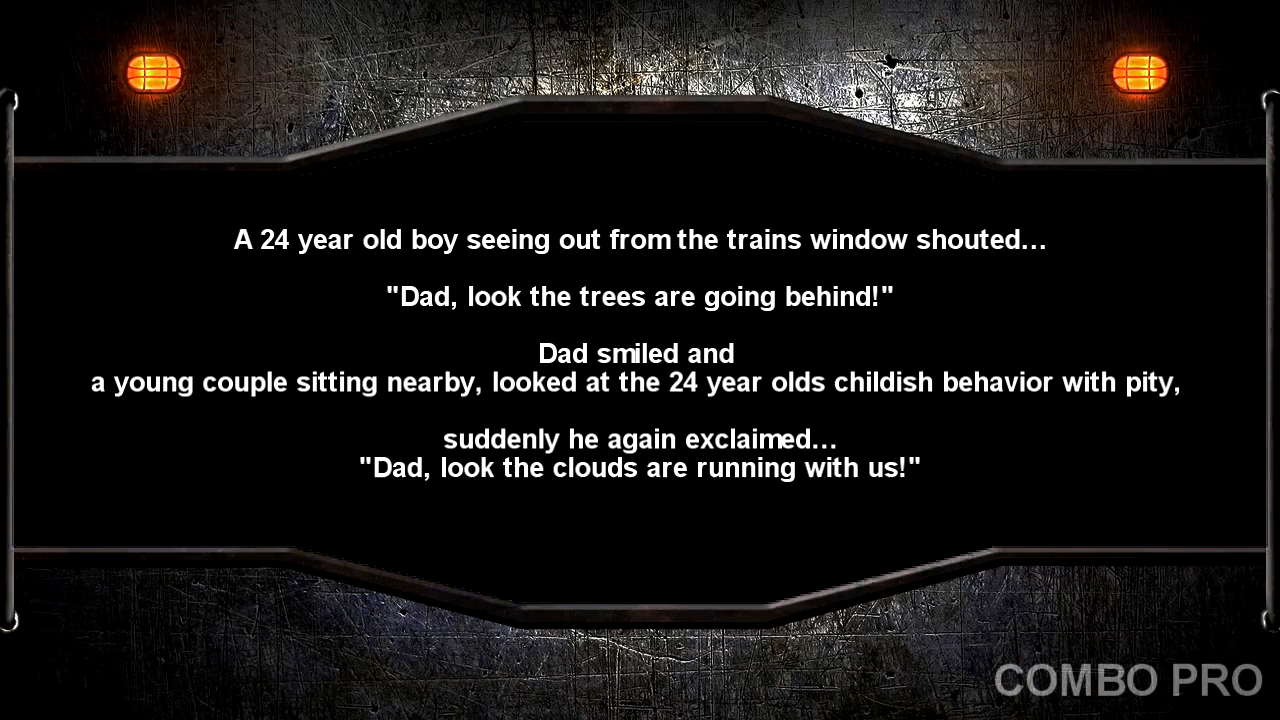 A 24 year old boy seeing out from the trains window shouted...
"Dad, look the trees are going behind!"
Dad smiled and
a young couple sitting nearby, looked at the 24 year olds childish behavior with pity,
suddenly he again exclaimed...
"Dad, look the clouds are running with us!"
COMBO PRO